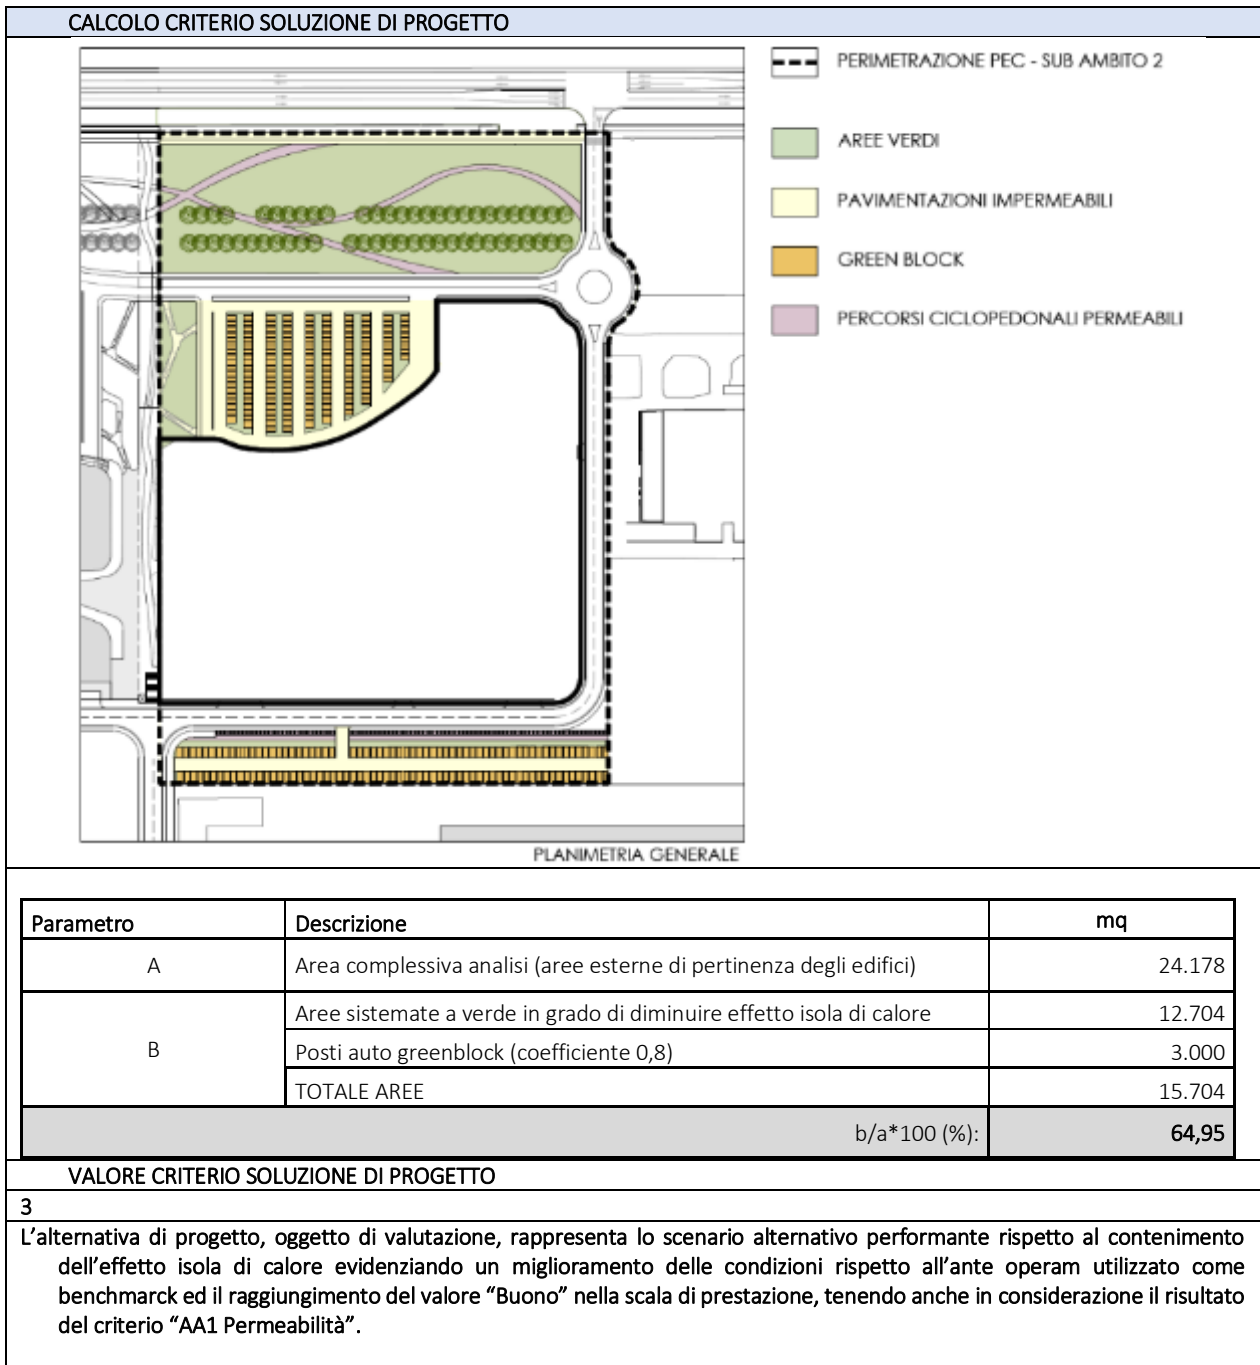 CALCOLO CRITERIO SOLUZIONE DI PROGETTO
PERIMETRAZIONE PEC - SUB AMBITO 2
AREE VERDI
PAVIMENTAZIONI IMPERMEABILI
GREEN BLOCK
PERCORSI CICLOPEDONALI PERMEABILI
PLANIMETRIA GENERALE
Parametro Descrizione mq
A Area complessiva analisi (aree esterne di pertinenza degli edifici) 24.178
B
Aree sistemate a verde in grado di diminuire effetto isola di calore 12.704
Posti auto greenblock (coefficiente 0,8) 3.000
TOTALE AREE 15.704
b/a*100 (%): 64,95
VALORE CRITERIO SOLUZIONE DI PROGETTO
3
L’alternativa di progetto, oggetto di valutazione, rappresenta lo scenario alternativo performante rispetto al contenimento
dell’effetto isola di calore evidenziando un miglioramento delle condizioni rispetto all’ante operam utilizzato come
benchmarck ed il raggiungimento del valore “Buono” nella scala di prestazione, tenendo anche in considerazione il risultato
del criterio “AA1 Permeabilità”.